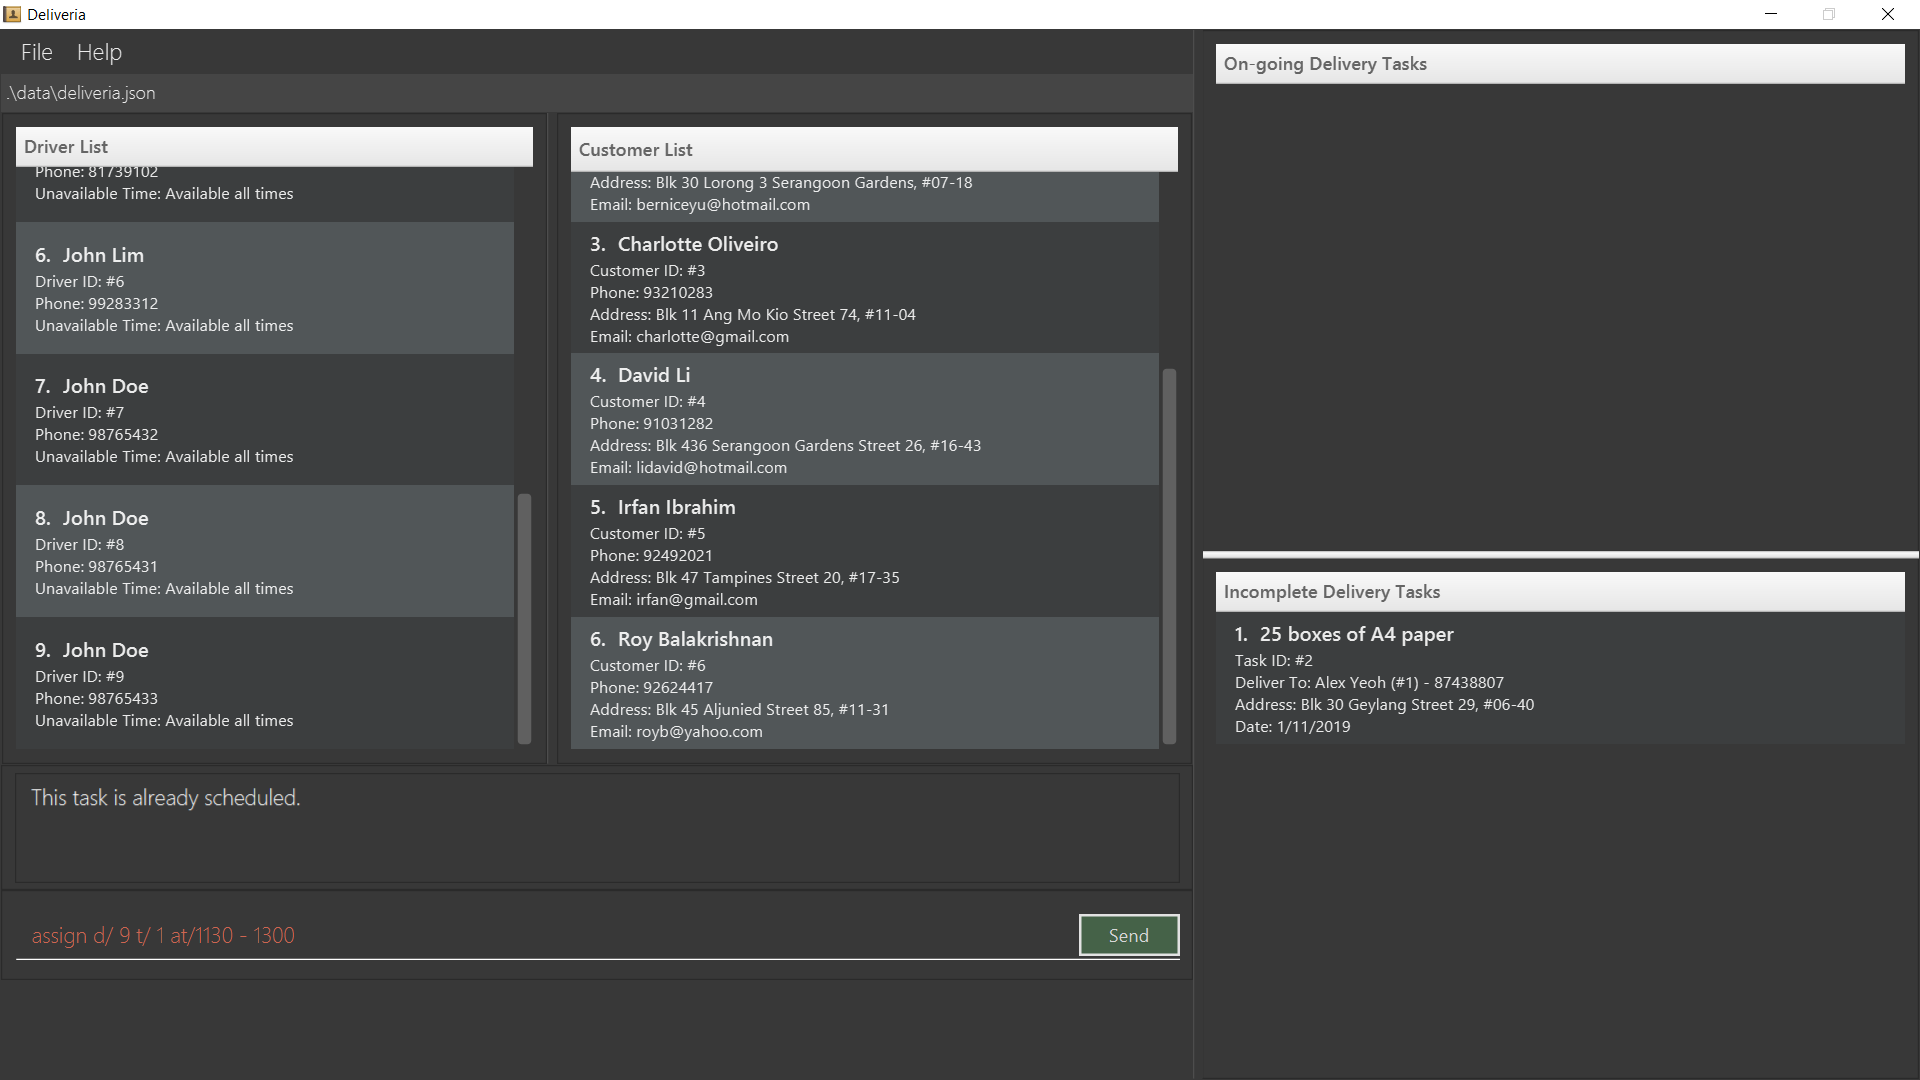 Deliveria
File Help
.\data\deliveria.json
Driver List
Phone: 81739102
Unavailable Time: Available all times
6. John Lim
Driver ID: #6
Phone: 99283312
Unavailable Time: Available all times
7. John Doe
Driver ID: #7
Phone: 98765432
Unavailable Time: Available all times
8. John Doe
Driver ID: #8
Phone: 98765431
Unavailable Time: Available all times
9. John Doe
Driver ID: #9
Phone: 98765433
Unavailable Time: Available all times
Customer List
Address: Blk 30 Lorong 3 Serangoon Gardens, #07-18
Email: berniceyu@hotmail.com
3. Charlotte Oliveiro
Customer ID: #3
Phone: 93210283
Address: Blk 11 Ang Mo Kio Street 74, #11-04
Email: charlotte@gmail.com
4. David Li
Customer ID: #4
Phone: 91031282
Address: Blk 436 Serangoon Gardens Street 26, #16-43
Email: lidavid@hotmail.com
5. Irfan Ibrahim
Customer ID: #5
Phone: 92492021
Address: Blk 47 Tampines Street 20, #17-35
Email: irfan@gmail.com
6. Roy Balakrishnan
Customer ID: #6
Phone: 92624417
Address: Blk 45 Aljunied Street 85, #11-31
Email: royb@yahoo.com
This task is already scheduled.
assign d/ 9 t/ 1 at/1130 - 1300
Send
On-going Delivery Tasks
Incomplete Delivery Tasks
1. 25 boxes of A4 paper
Task ID: #2
Deliver To: Alex Yeoh (#1) - 87438807
Address: Blk 30 Geylang Street 29, #06-40
Date: 1/11/2019